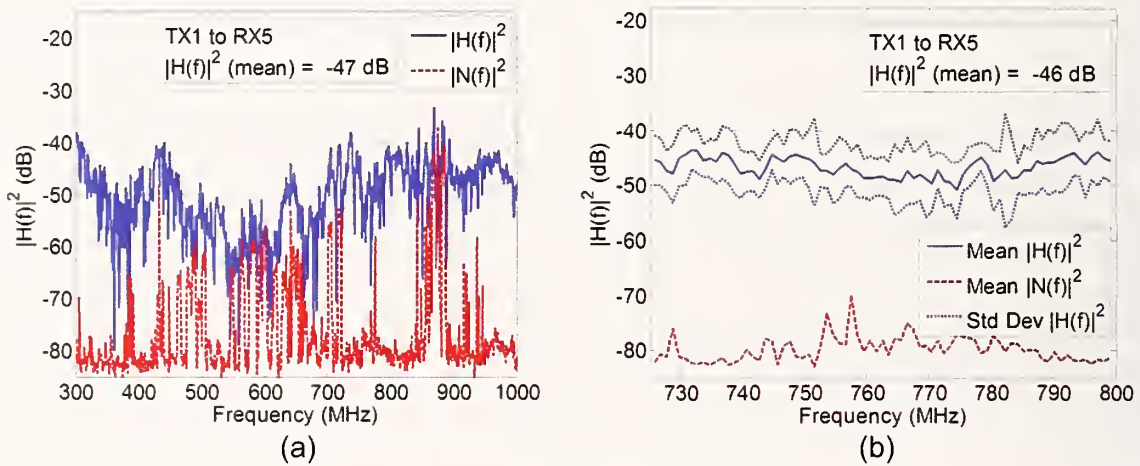 -20
-30
-40
-50
-60
-70
-80
|H(f)|² (dB)
TX1 to RX5
|H(f)|² (mean) = -47 dB
|H(f)|²
|N(f)|²
300 400 500 600 700 800 900 1000
Frequency (MHz)
(a)
-20
-30
-40
-50
-60
-70
-80
|H(f)|² (dB)
TX1 to RX5
|H(f)|² (mean) = -46 dB
Mean |H(f)|²
Mean |N(f)|²
Std Dev |H(f)|²
730 740 750 760 770 780 790 800
Frequency (MHz)
(b)